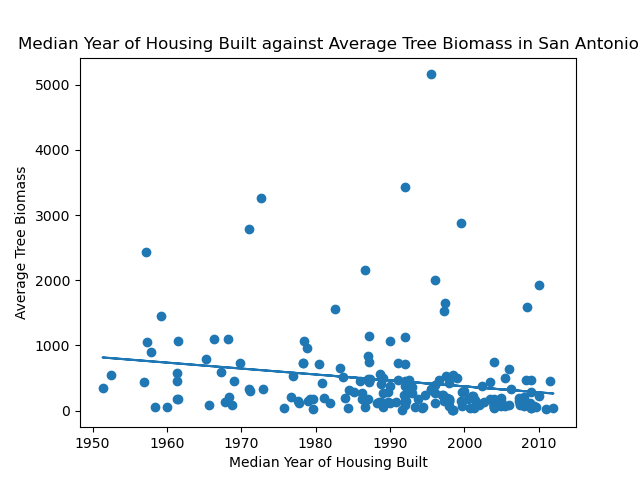 Median Year of Housing Built against Average Tree Biomass in San Antonio
5000
4000
3000
2000
1000
0
Average Tree Biomass
1950 1960 1970 1980 1990 2000 2010
Median Year of Housing Built